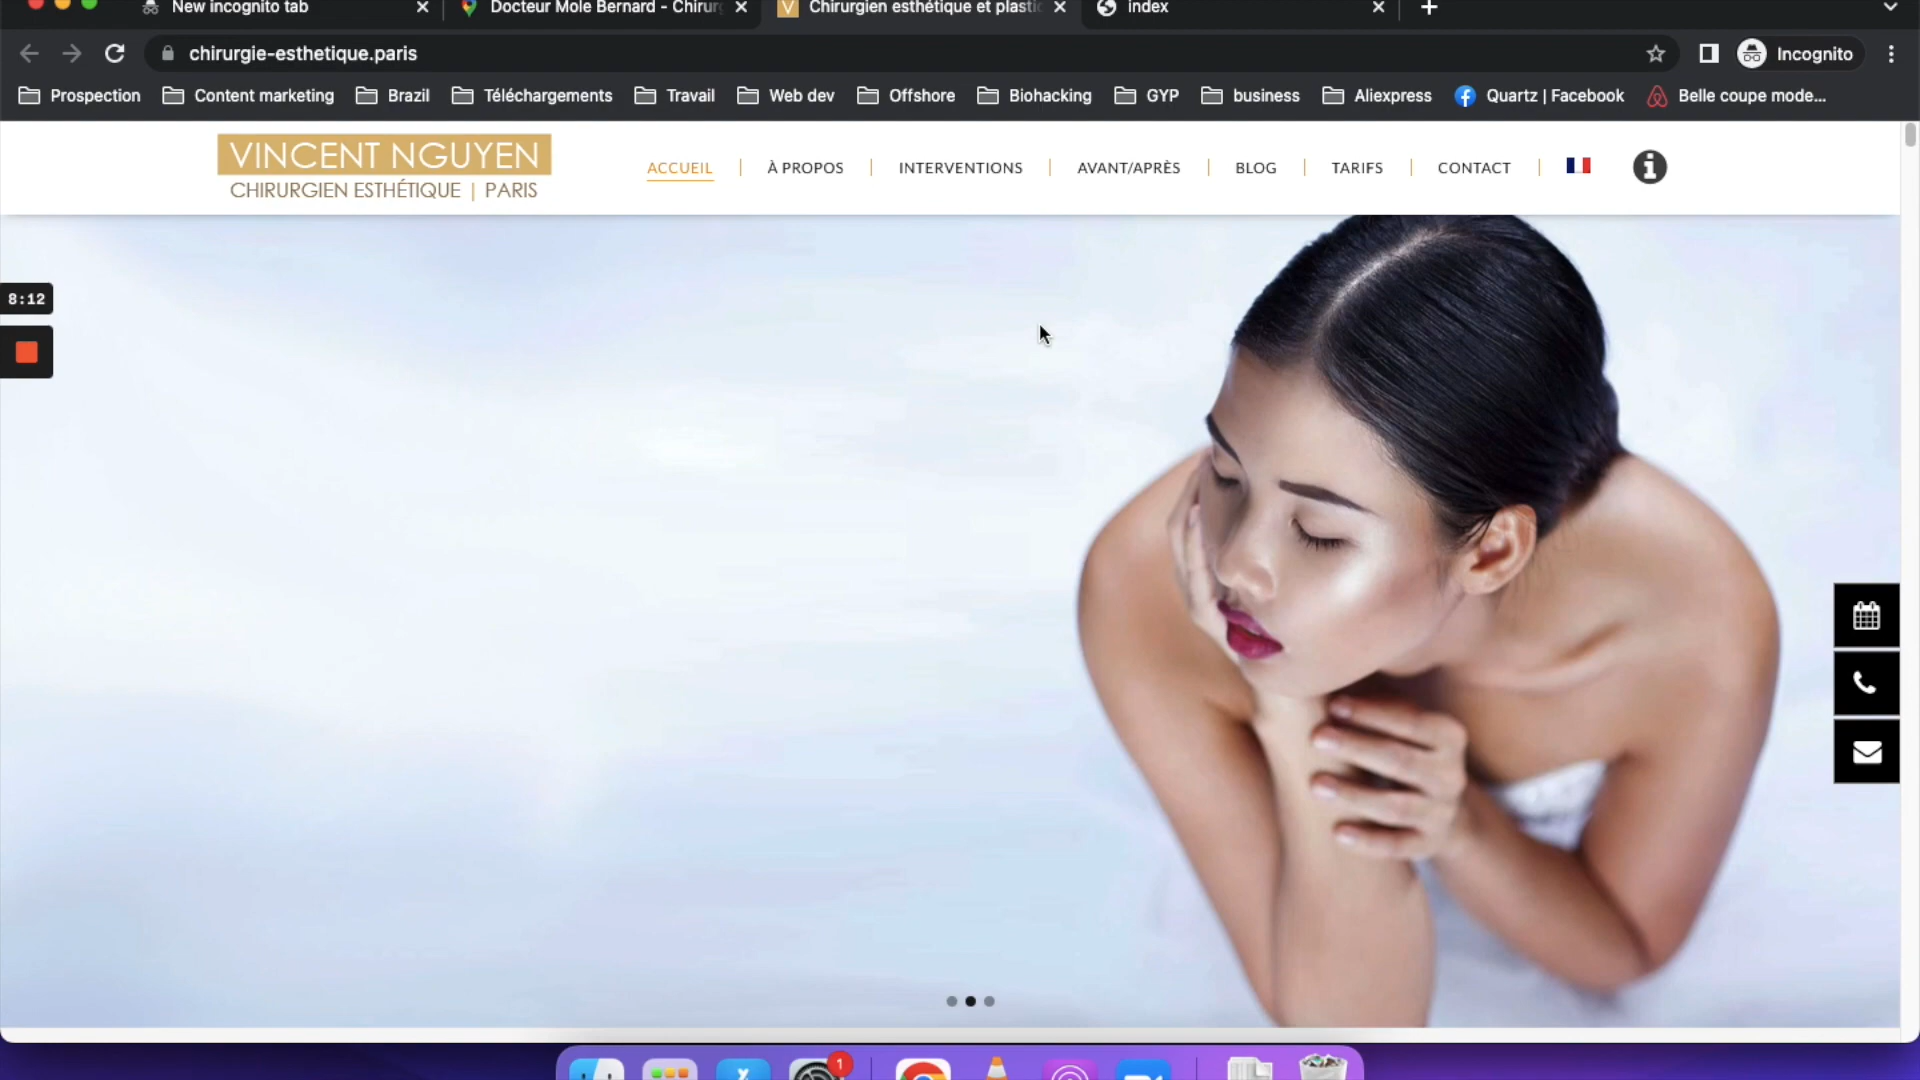 New incognito tab
Docteur Mole Bernard - Chirur
Chirurgien esthétique et plasti
index
chirurgie-esthetique.paris
Incognito
Prospection
Content marketing
Brazil
Téléchargements
Travail
Web dev
Offshore
Biohacking
GYP
business
Aliexpress
Quartz | Facebook
Belle coupe mode...
VINCENT NGUYEN
CHIRURGIEN ESTHÉTIQUE | PARIS
ACCUEIL
À PROPOS
INTERVENTIONS
AVANT/APRÈS
BLOG
TARIFS
CONTACT
8:12
1